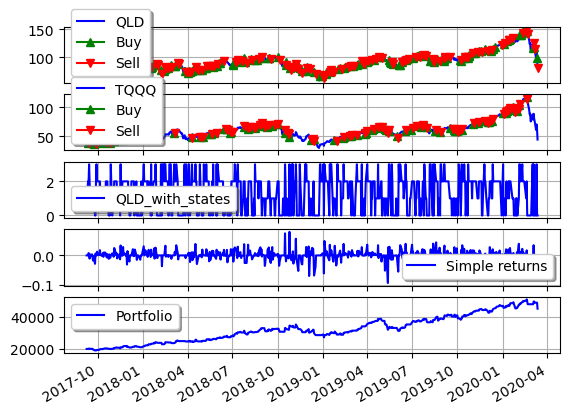 QLD
Buy
Sell
150
100
TQQQ
Buy
Sell
100
50
2
0
QLD_with_states
0.0
−0.1
Simple returns
Portfolio
40000
20000
2017-10
2018-01
2018-04
2018-07
2018-10
2019-01
2019-04
2019-07
2019-10
2020-01
2020-04